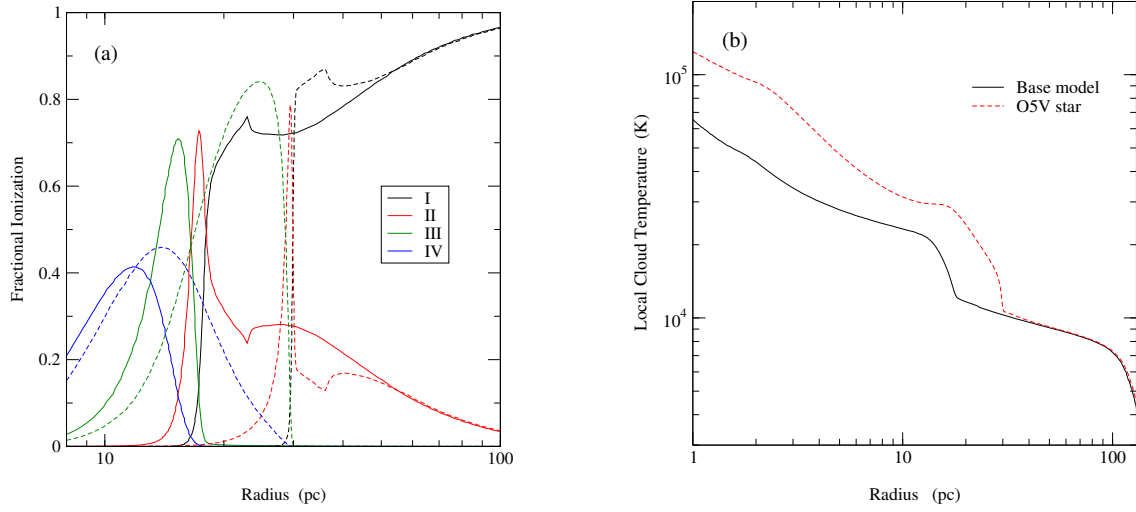 (a)
1
0.8
0.6
0.4
0.2
0
Fractional Ionization
I
II
III
IV
10
100
Radius (pc)
(b)
10^5
10^4
Local Cloud Temperature (K)
Base model
O5V star
1
10
100
Radius (pc)